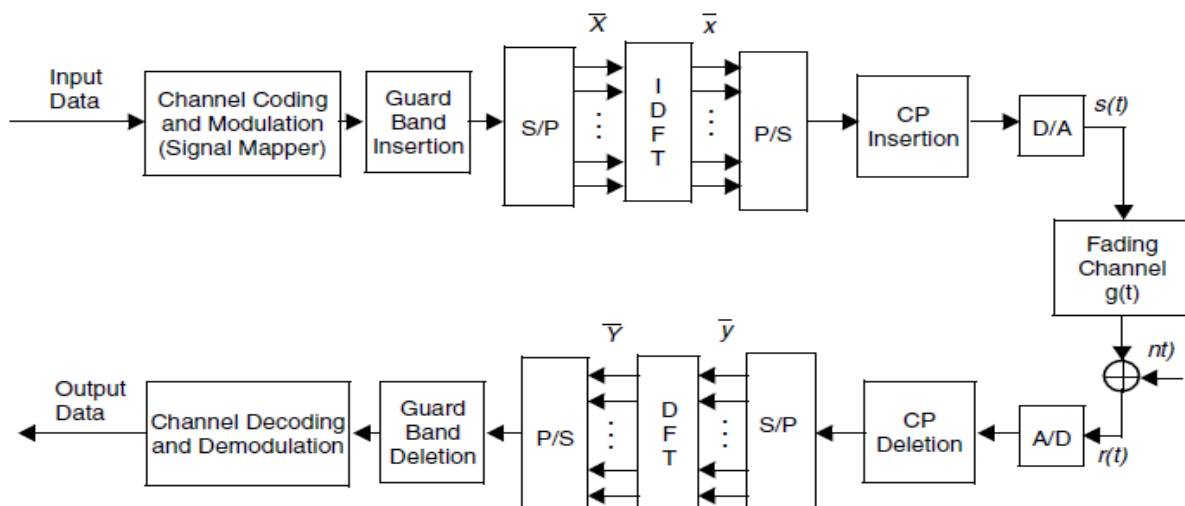 X
x
Input
Data
Channel Coding
and Modulation
(Signal Mapper)
Guard
Band
Insertion
S/P
I
D
F
T
P/S
CP
Insertion
D/A
s(t)
Fading
Channel
g(t)
nt)
r(t)
A/D
CP
Deletion
S/P
y
D
F
T
Y
P/S
Guard
Band
Deletion
Channel Decoding
and Demodulation
Output
Data